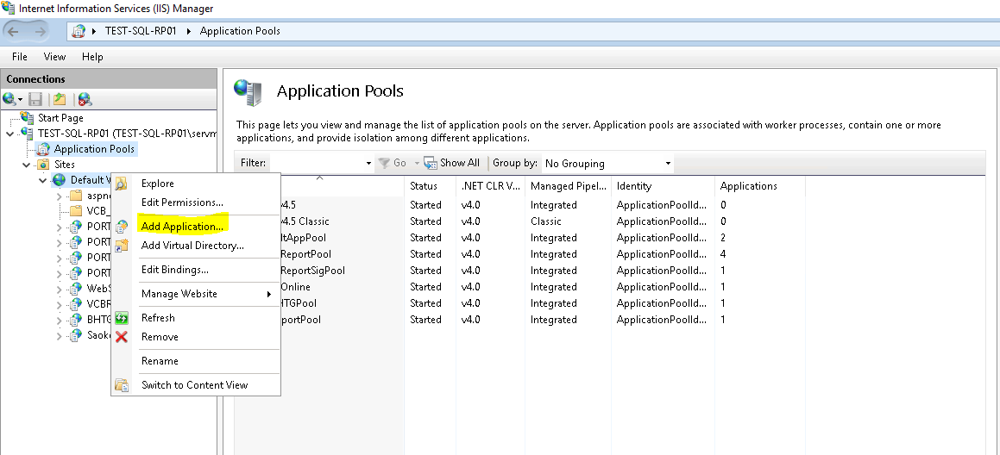 Internet Information Services (IIS) Manager
TEST-SQL-RP01 Application Pools
File View Help
Connections
Start Page
TEST-SQL-RP01 (TEST-SQL-RP01\servm
Application Pools
Sites
Default V
aspne
VCB_
PORT
PORT
PORT
PORT
WebS
VCBR
BHTG
Saok
Explore
Edit Permissions...
Add Application...
Add Virtual Directory...
Edit Bindings...
Manage Website
Refresh
Remove
Rename
Switch to Content View
Application Pools
This page lets you view and manage the list of application pools on the server. Application pools are associated with worker processes, contain one or more
applications, and provide isolation among different applications.
Filter: Go Show All Group by: No Grouping
Status .NET CLR V... Managed Pipel... Identity Applications
v4.5 Started v4.0 Integrated ApplicationPoolId... 0
v4.5 Classic Started v4.0 Classic ApplicationPoolId... 0
ltAppPool Started v4.0 Integrated ApplicationPoolId... 2
ReportPool Started v4.0 Integrated ApplicationPoolId... 4
ReportSigPool Started v4.0 Integrated ApplicationPoolId... 1
Online Started v4.0 Integrated ApplicationPoolId... 1
HTGPool Started v4.0 Integrated ApplicationPoolId... 1
portPool Started v4.0 Integrated ApplicationPoolId... 1